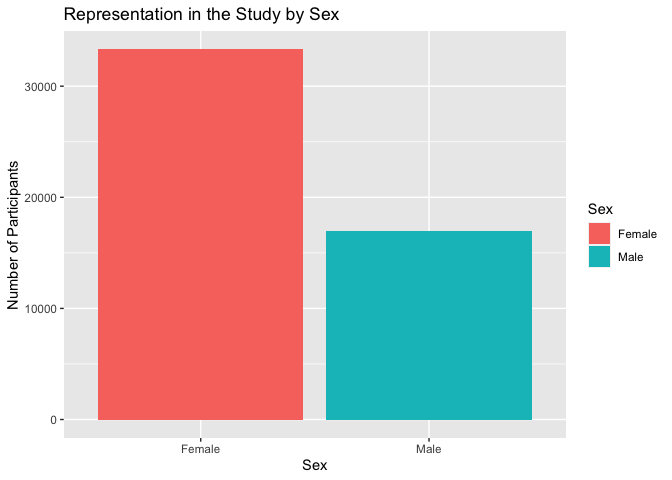 Representation in the Study by Sex
Number of Participants
30000
20000
10000
0
Female
Male
Sex
Sex
Female
Male